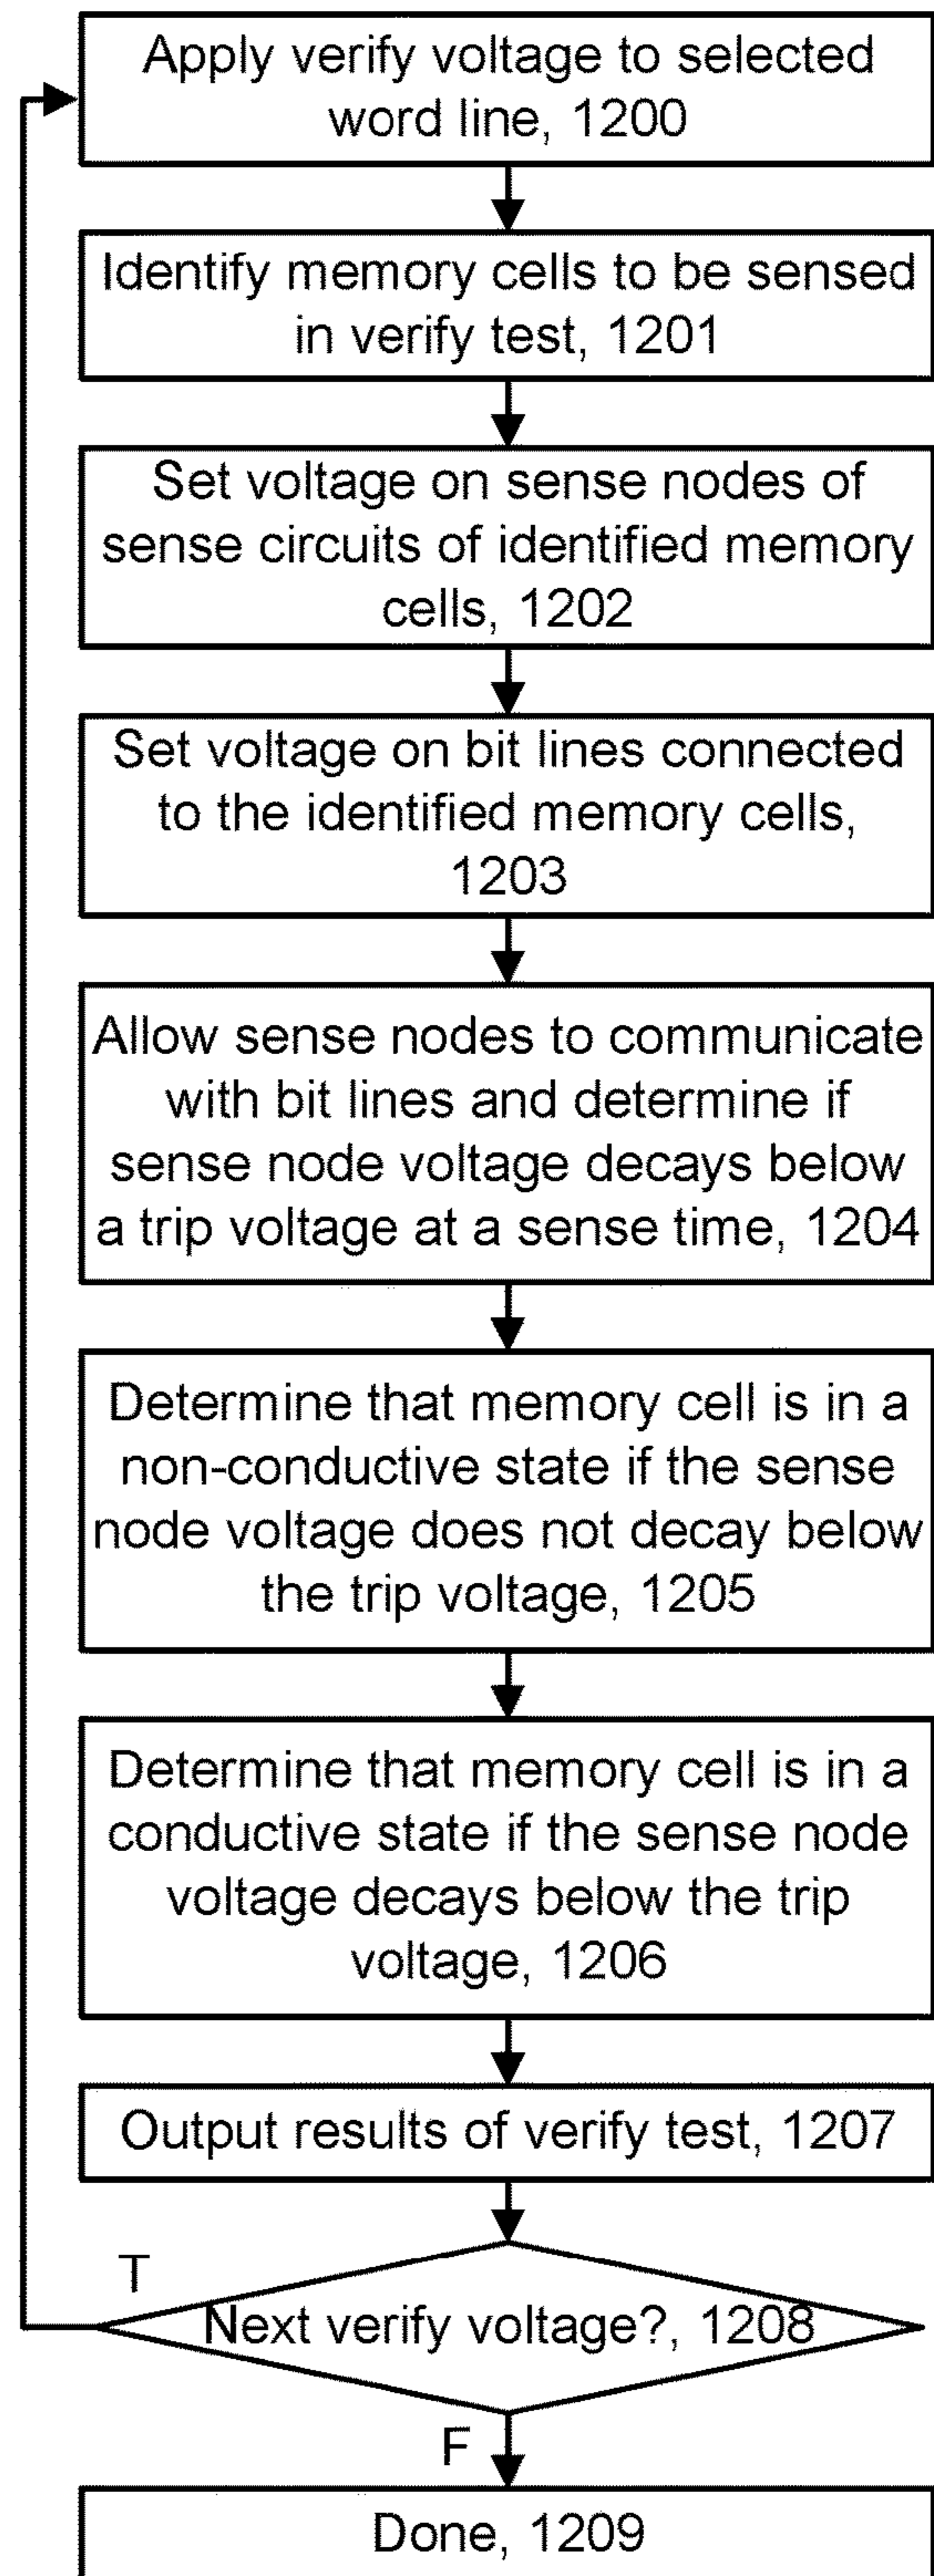 Apply verify voltage to selected
word line, 1200
Identify memory cells to be sensed
in verify test, 1201
Set voltage on sense nodes of
sense circuits of identified memory
cells, 1202
Set voltage on bit lines connected
to the identified memory cells,
1203
Allow sense nodes to communicate
with bit lines and determine if
sense node voltage decays below
a trip voltage at a sense time, 1204
Determine that memory cell is in a
non-conductive state if the sense
node voltage does not decay below
the trip voltage, 1205
Determine that memory cell is in a
conductive state if the sense node
voltage decays below the trip
voltage, 1206
Output results of verify test, 1207
T
Next verify voltage?, 1208
F
Done, 1209